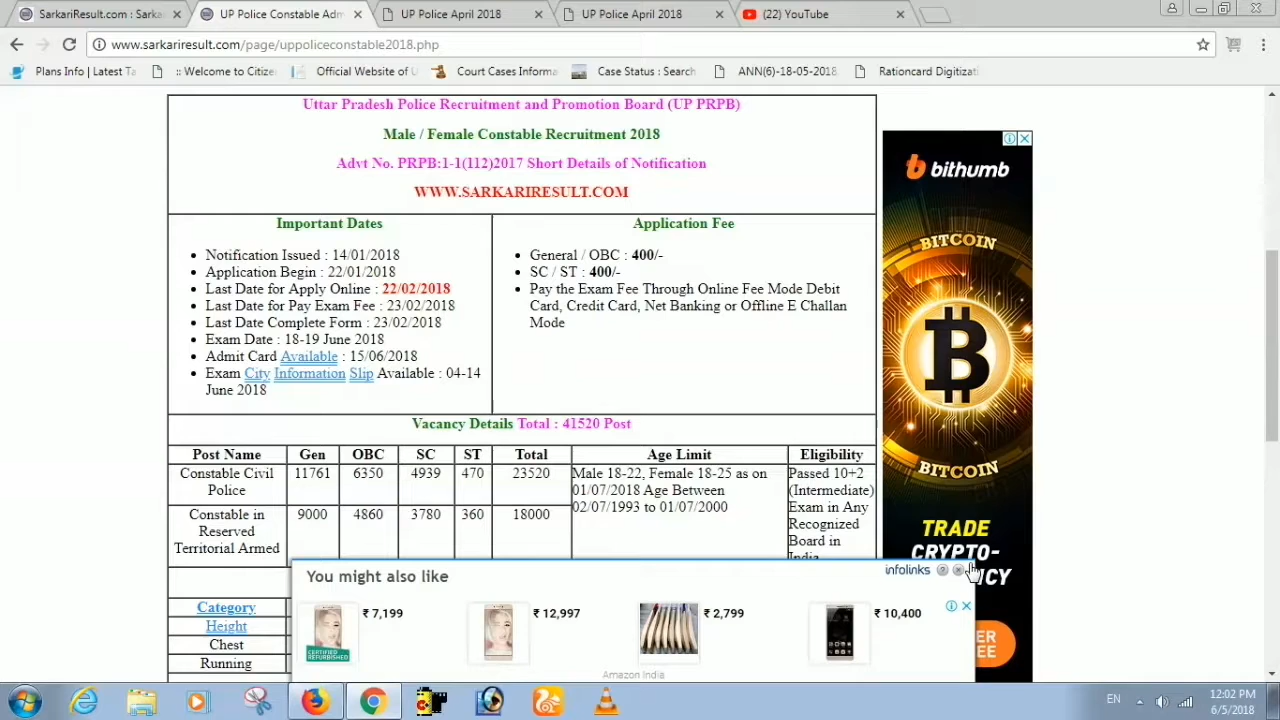 SarkariResult.com : Sarka
UP Police Constable Adm
UP Police April 2018
UP Police April 2018
(22) YouTube
www.sarkariresult.com/page/uppoliceconstable2018.php
Plans Info | Latest Ta
:: Welcome to Citize
Official Website of U
Court Cases Informa
Case Status : Search
ANN(6)-18-05-2018
Rationcard Digitizati
Uttar Pradesh Police Recruitment and Promotion Board (UP PRPB)
Male / Female Constable Recruitment 2018
Advt No. PRPB:1-1(112)2017 Short Details of Notification
WWW.SARKARIRESULT.COM
Important Dates
Notification Issued : 14/01/2018
Application Begin : 22/01/2018
Last Date for Apply Online : 22/02/2018
Last Date for Pay Exam Fee : 23/02/2018
Last Date Complete Form : 23/02/2018
Exam Date : 18-19 June 2018
Admit Card Available : 15/06/2018
Exam City Information Slip Available : 04-14
June 2018
Application Fee
General / OBC : 400/-
SC / ST : 400/-
Pay the Exam Fee Through Online Fee Mode Debit
Card, Credit Card, Net Banking or Offline E Challan
Mode
Vacancy Details Total : 41520 Post
Post Name Gen OBC SC ST Total Age Limit Eligibility
Constable Civil
Police
11761 6350 4939 470 23520
Constable in
Reserved
Territorial Armed
9000 4860 3780 360 18000
Male 18-22, Female 18-25 as on
01/07/2018 Age Between
02/07/1993 to 01/07/2000
Passed 10+2
(Intermediate)
Exam in Any
Recognized
Board in
India
Category
Height
Chest
Running
You might also like
infolinks
₹ 7,199
CERTIFIED
REFURBISHED
₹ 12,997
₹ 2,799
₹ 10,400
Amazon India
bithumb
BITCOIN
B
BITCOIN
TRADE
CRYPTO-
EN
12:02 PM
6/5/2018